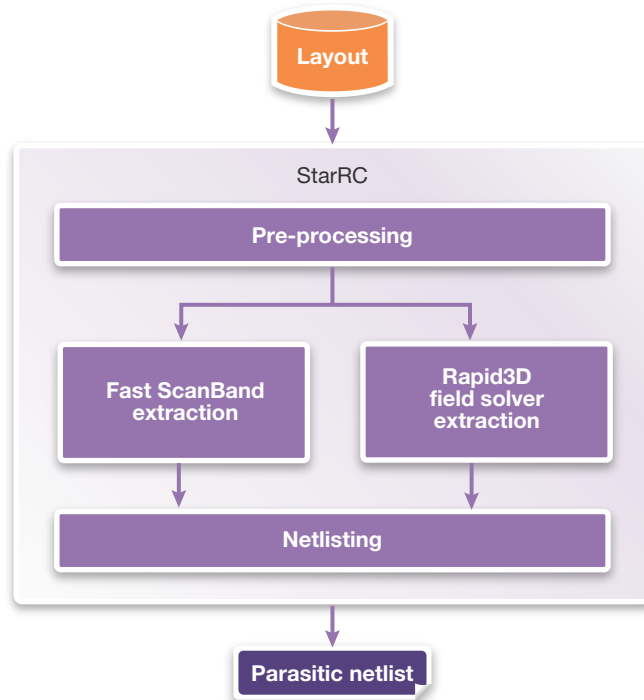 Layout
StarRC
Pre-processing
Fast ScanBand
extraction
Rapid3D
field solver
extraction
Netlisting
Parasitic netlist